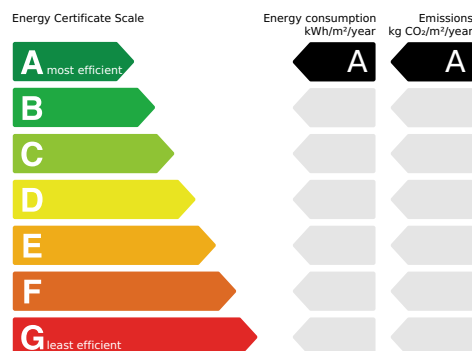 Energy Certificate Scale
Energy consumption
kWh/m²/year
Emissions
kg CO₂/m²/year
A most efficient
A
A
B
C
D
E
F
G least efficient